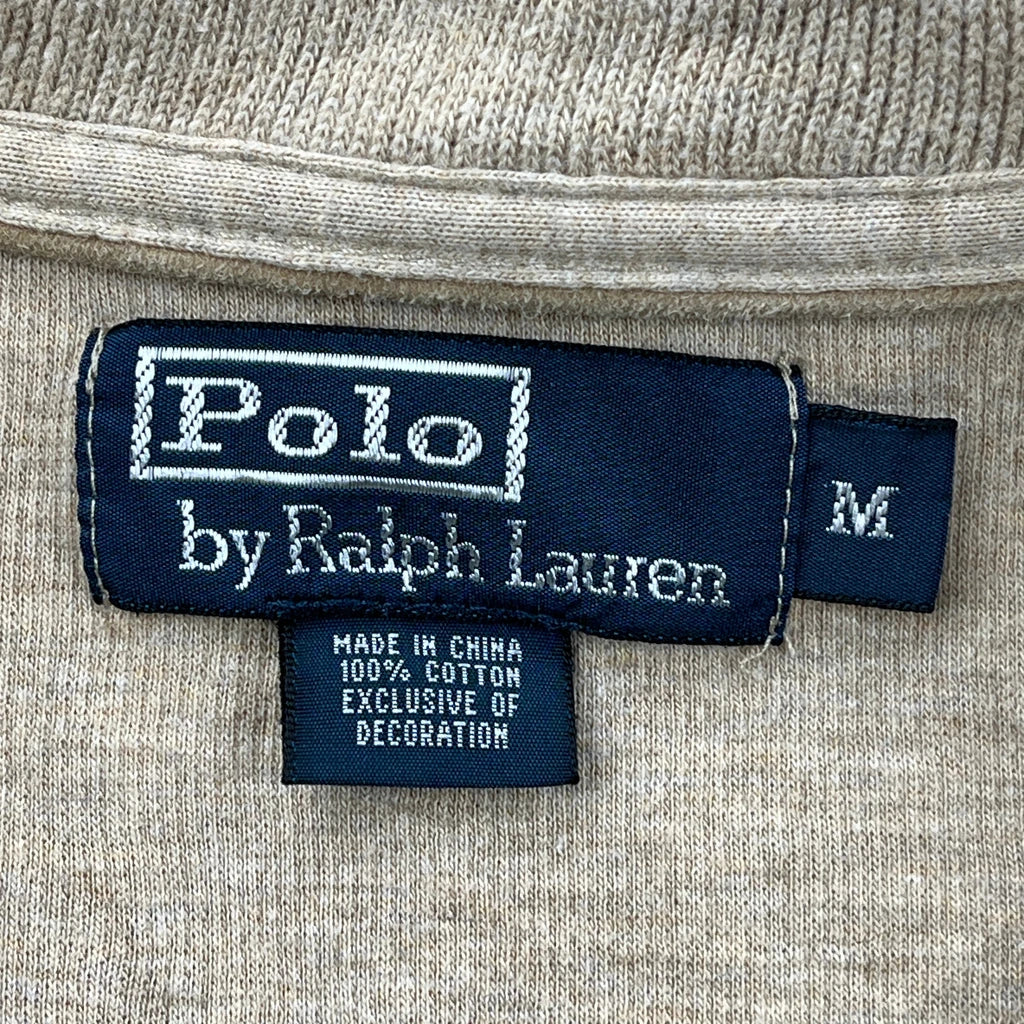 Polo
by Ralph Lauren
M
MADE IN CHINA
100% COTTON
EXCLUSIVE OF
DECORATION